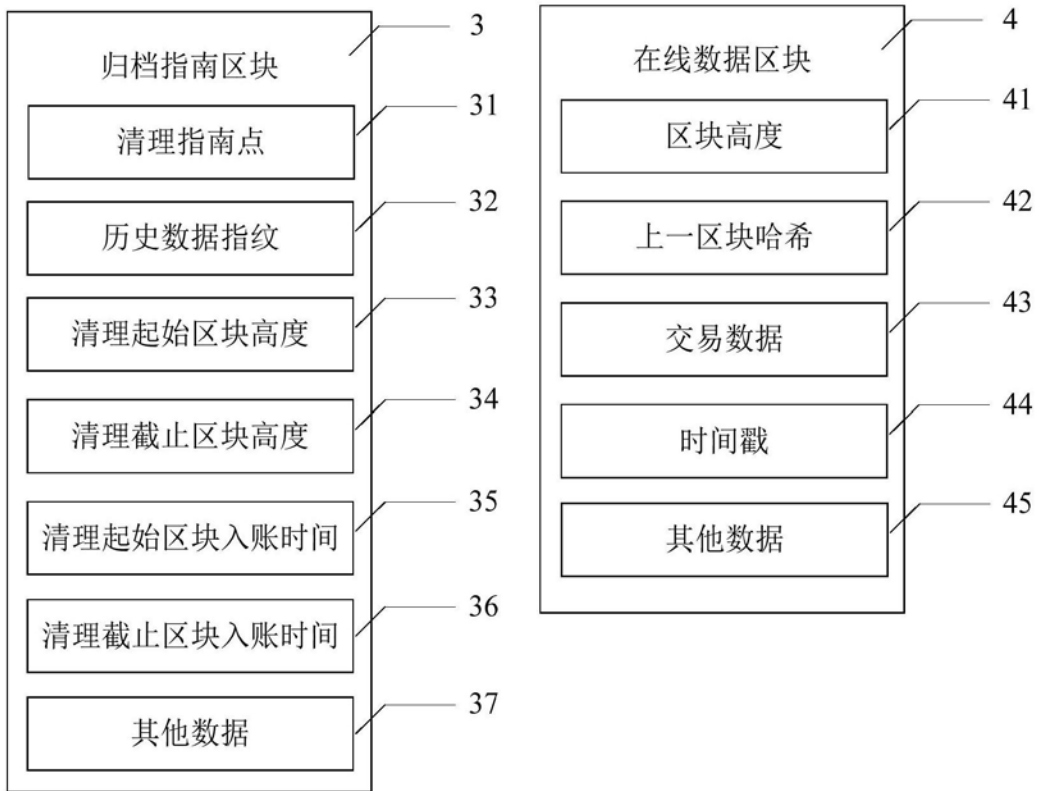 归档指南区块
3
清理指南点
31
历史数据指纹
32
清理起始区块高度
33
清理截止区块高度
34
清理起始区块入账时间
35
清理截止区块入账时间
36
其他数据
37
在线数据区块
4
区块高度
41
上一区块哈希
42
交易数据
43
时间戳
44
其他数据
45